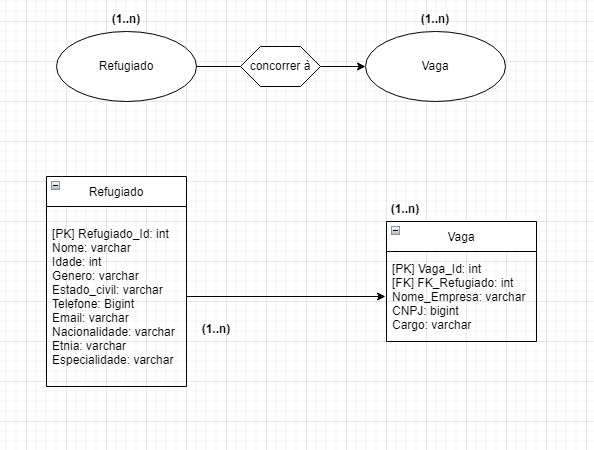 (1..n)
(1..n)
Refugiado
concorrer à
Vaga
Refugiado
[PK] Refugiado_Id: int
Nome: varchar
Idade: int
Genero: varchar
Estado_civil: varchar
Telefone: Bigint
Email: varchar
Nacionalidade: varchar
Etnia: varchar
Especialidade: varchar
(1..n)
(1..n)
Vaga
[PK] Vaga_Id: int
[FK] FK_Refugiado: int
Nome_Empresa: varchar
CNPJ: bigint
Cargo: varchar